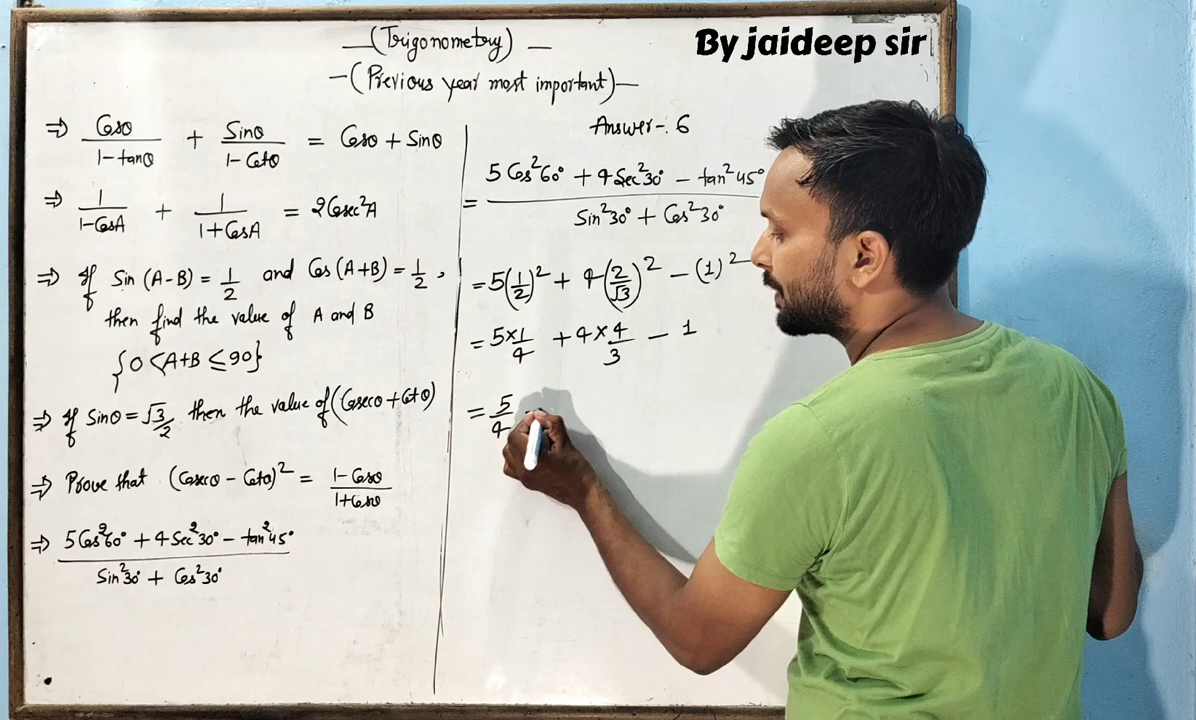 (Trigonometry)
By jaideep sir
(Previous year most important)
⇒ Cosθ/1-tanθ + Sinθ/1-Cotθ = Cosθ + Sinθ
⇒ 1/1-CosA + 1/1+CosA = 2Cosec²A
⇒ If Sin (A-B) = 1/2 and Cos (A+B) = 1/2,
then find the value of A and B
{0 < A+B ≤ 90}
⇒ If Sinθ = √3/2 then the value of (Cosecθ + Cotθ)
⇒ Prove that (Cosecθ - Cotθ)² = 1-Cosθ/1+Cosθ
⇒ 5Cos²60° + 4Sec²30° - tan²45°
Sin²30° + Cos²30°
Answer-: 6
= 5Cos²60° + 4Sec²30° - tan²45°
Sin²30° + Cos²30°
= 5(1/2)² + 4(2/√3)² - (1)²
= 5×1/4 + 4×4/3 - 1
= 5/4